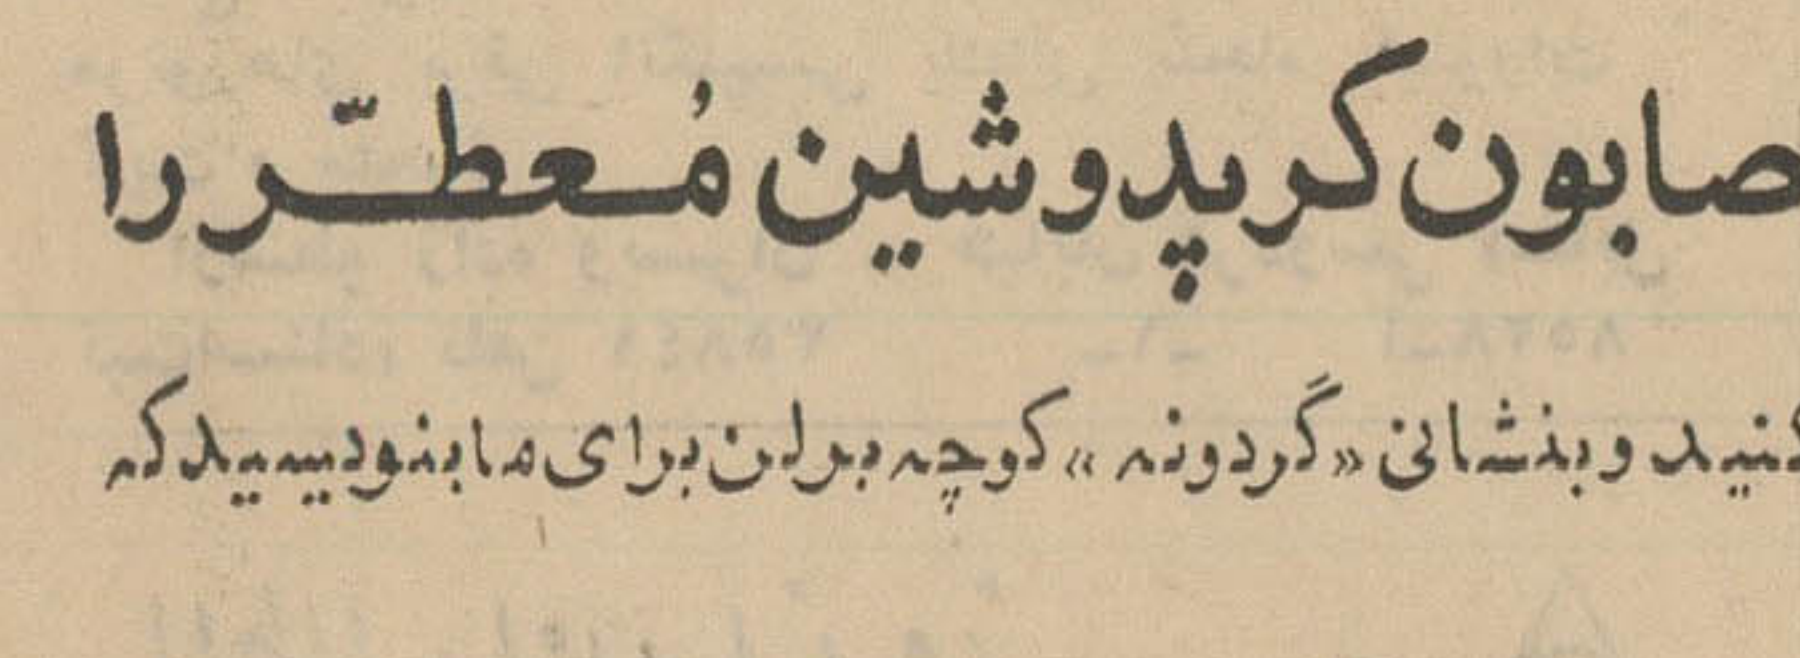 صابون کرپدوشین مُعطّر را
کنید و بنشانی «گردونه» کوچه برلن برای ما بنویسید که